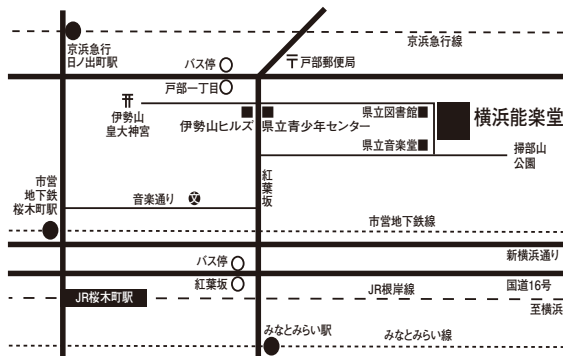 京浜急行線
京浜急行
日ノ出町駅
バス停
〒戸部郵便局
戸部一丁目
伊勢山
皇大神宮
伊勢山ヒルズ
県立青少年センター
県立図書館
県立音楽堂
横浜能楽堂
掃部山
公園
紅葉坂
市営
地下鉄
桜木町駅
音楽通り
文
市営地下鉄線
新横浜通り
バス停
紅葉坂
国道16号
JR桜木町駅
JR根岸線
至横浜
みなとみらい駅
みなとみらい線